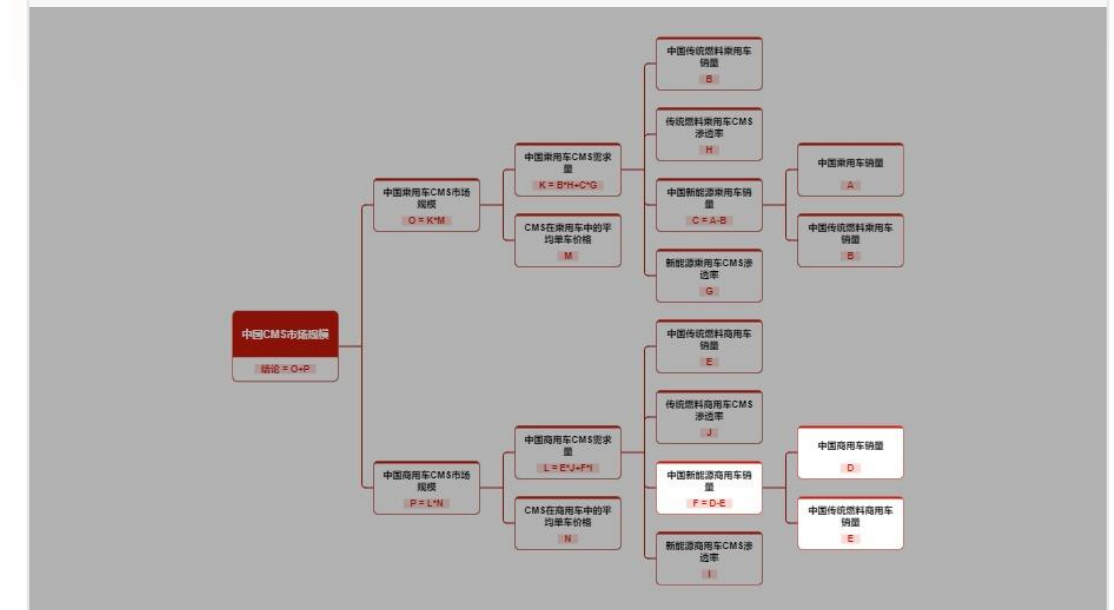 中国传统燃料乘用车
销量
B
传统燃料乘用车CMS
渗透率
H
中国乘用车CMS需求
量
K = B*H+C*G
中国乘用车销量
A
中国乘用车CMS市场
规模
O = K*M
中国新能源乘用车销
量
C = A-B
CMS在乘用车中的平
均单车价格
M
中国传统燃料乘用车
销量
B
新能源乘用车CMS渗
透率
G
中国CMS市场规模
结论 = O+P
中国传统燃料商用车
销量
E
传统燃料商用车CMS
渗透率
J
中国商用车CMS需求
量
L = E*J+F*I
中国商用车销量
D
中国商用车CMS市场
规模
P = L*N
中国新能源商用车销
量
F = D-E
CMS在商用车中的平
均单车价格
N
中国传统燃料商用车
销量
E
新能源商用车CMS渗
透率
I